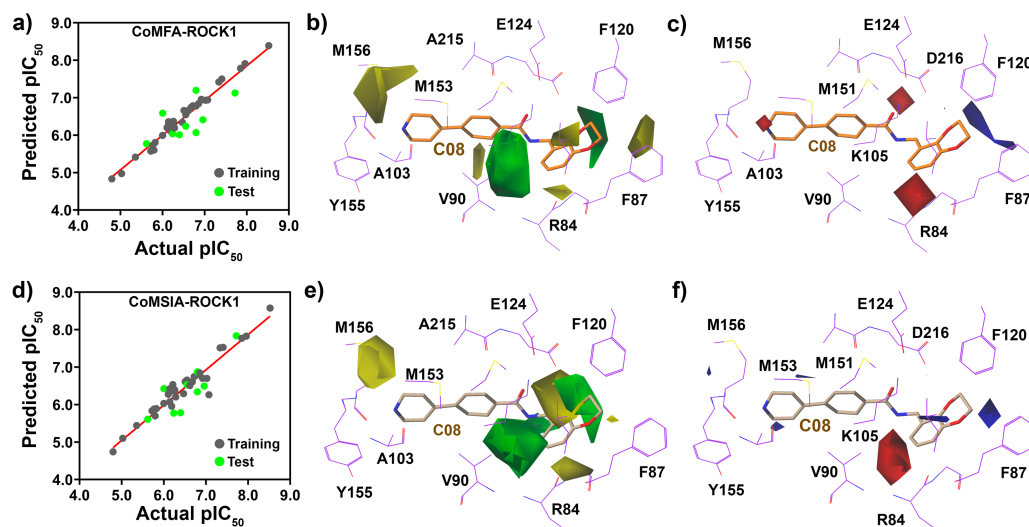 a)
CoMFA-ROCK1
Predicted pIC50
9.0
8.0
7.0
6.0
5.0
4.0
Training
Test
4.0 5.0 6.0 7.0 8.0 9.0
Actual pIC50
b)
E124
F120
M156
A215
M153
C08
A103
V90
F87
Y155
R84
c)
E124
M156
D216
F120
M151
C08
K105
A103
V90
F87
Y155
R84
d)
CoMSIA-ROCK1
Predicted pIC50
9.0
8.0
7.0
6.0
5.0
4.0
Training
Test
4.0 5.0 6.0 7.0 8.0 9.0
Actual pIC50
e)
E124
M156
A215
F120
M153
C08
A103
V90
F87
Y155
R84
f)
E124
M156
D216
F120
M153
M151
C08
K105
A103
V90
F87
Y155
R84